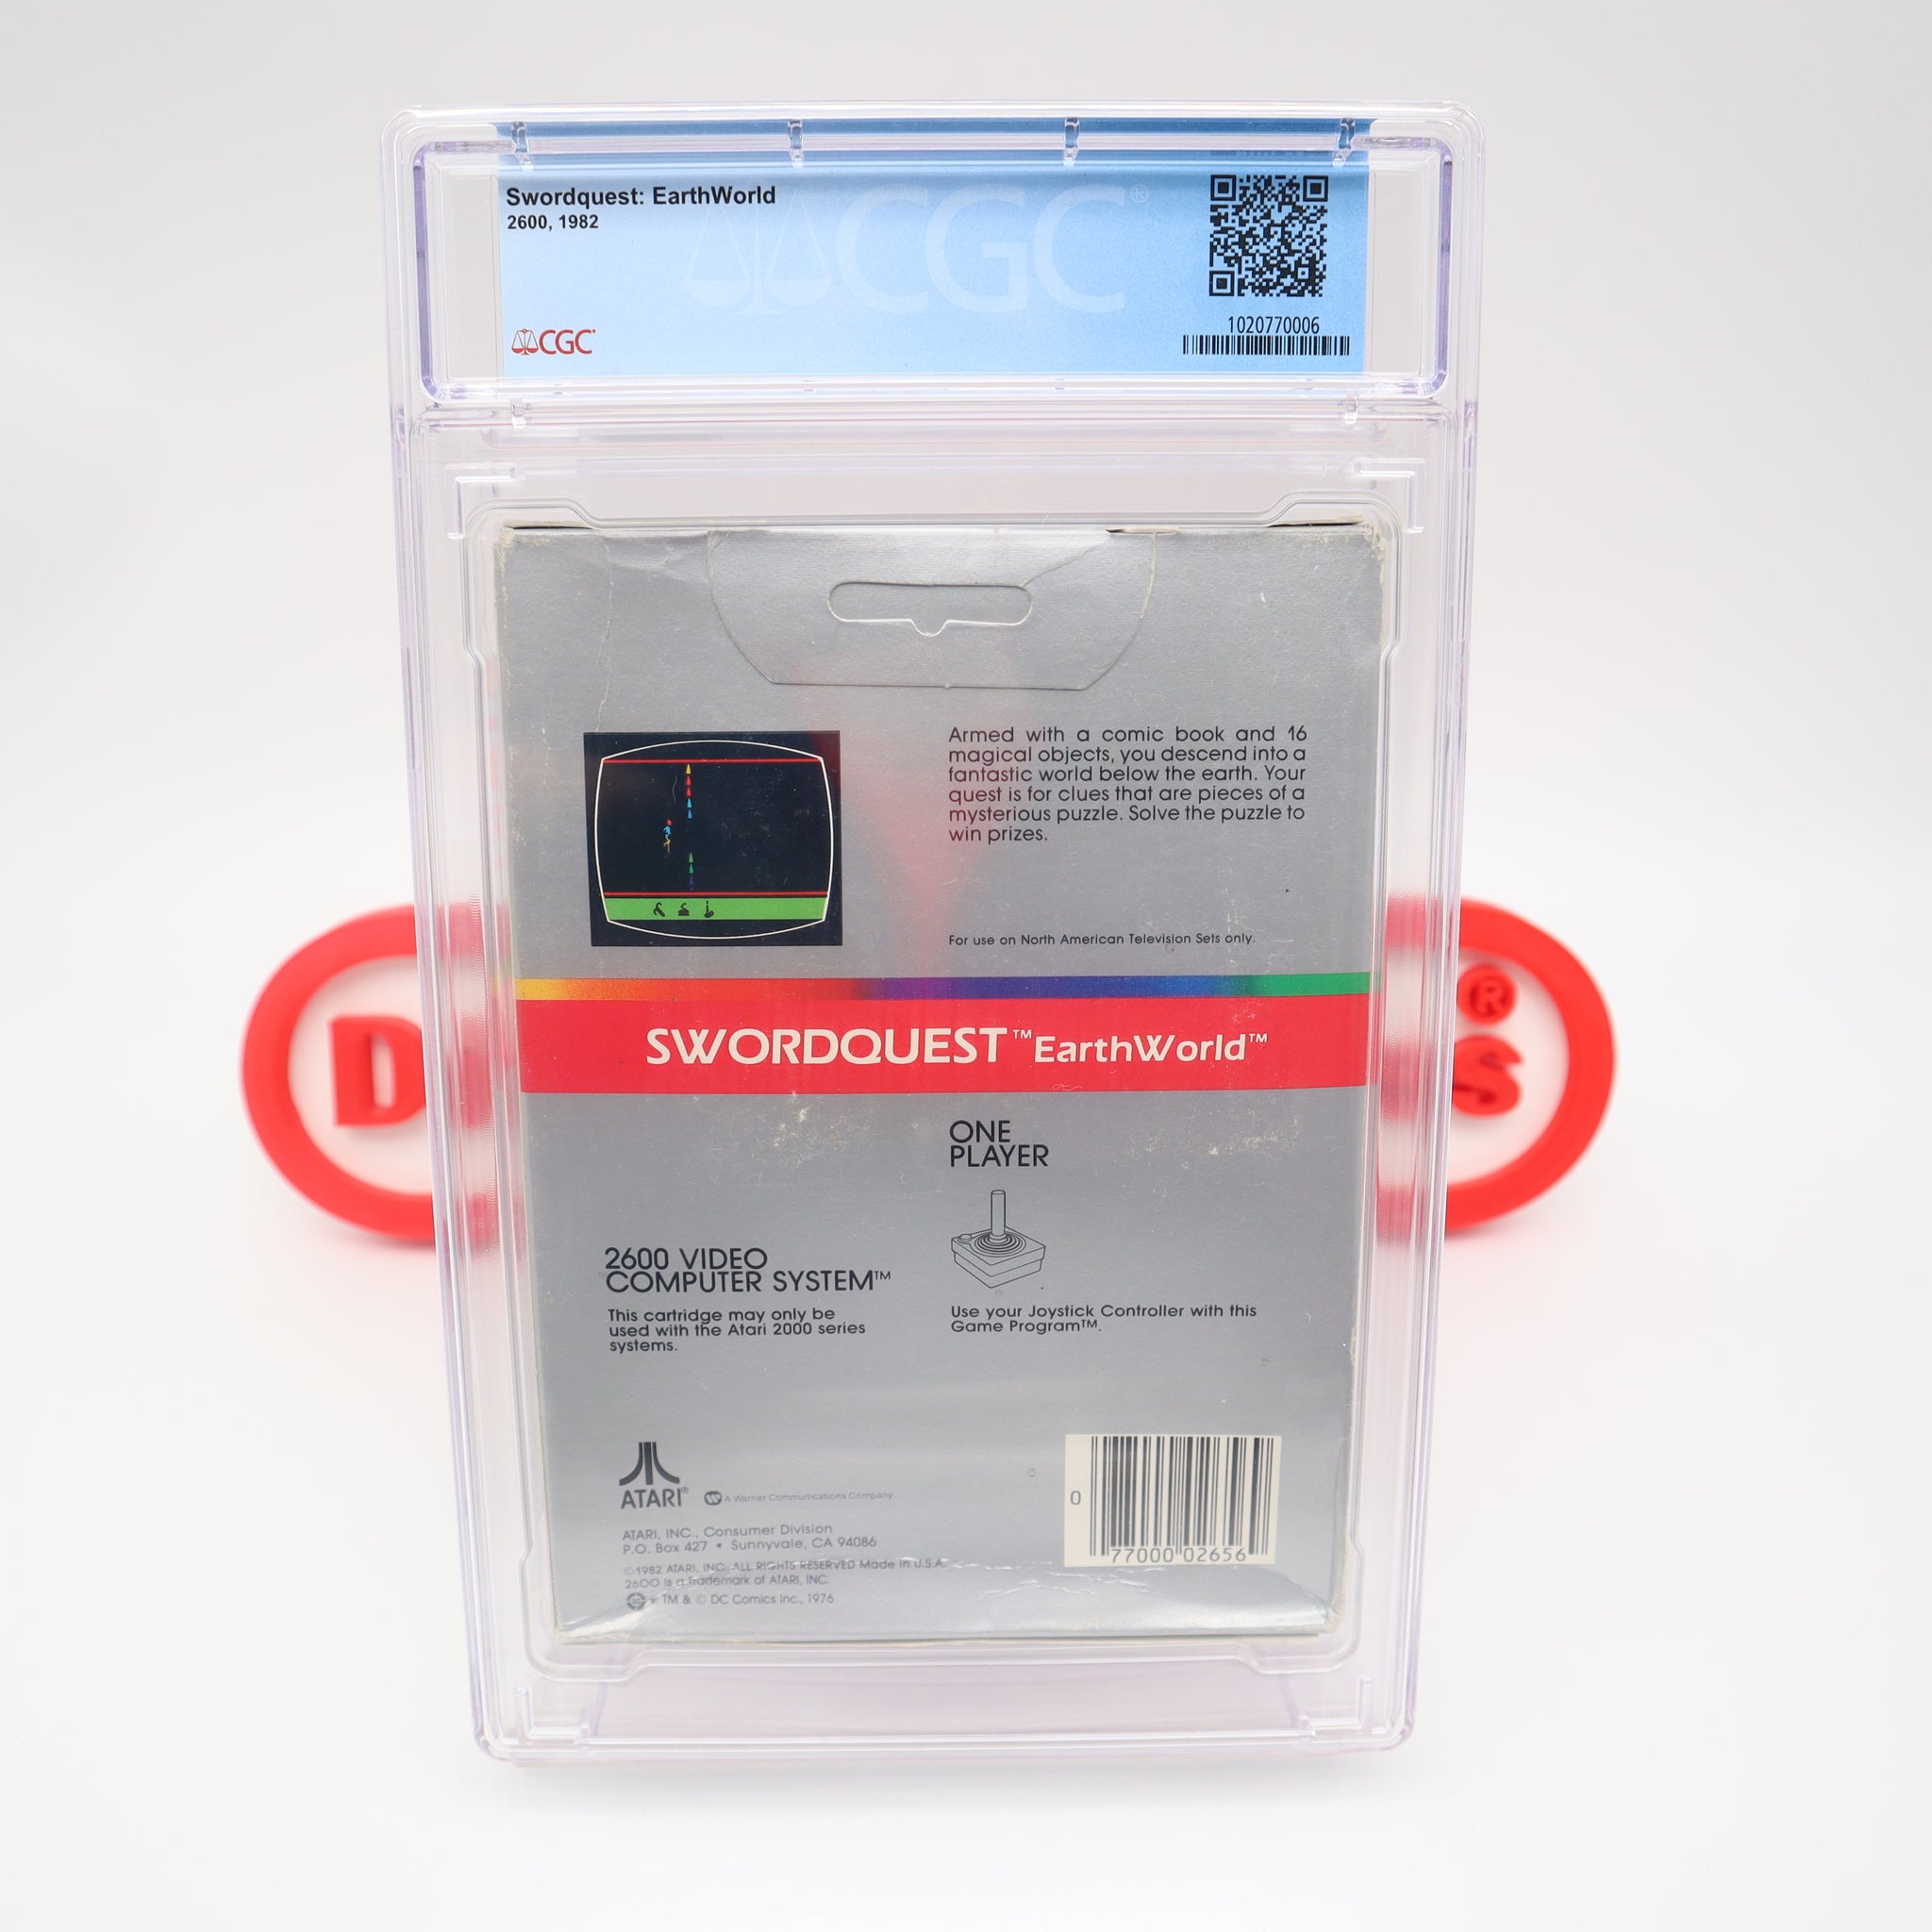 Swordquest: EarthWorld
2600, 1982
CGC®
CGC
1020770006
Armed with a comic book and 16
magical objects, you descend into a
fantastic world below the earth. Your
quest is for clues that are pieces of a
mysterious puzzle. Solve the puzzle to
win prizes.
For use on North American Television Sets only.
D
®
S
SWORDQUEST™ EarthWorld™
ONE
PLAYER
2600 VIDEO
COMPUTER SYSTEM™
This cartridge may only be
used with the Atari 2000 series
systems.
Use your Joystick Controller with this
Game Program™.
ATARI®
A Warner Communications Company
ATARI, INC., Consumer Division
P.O. Box 427 • Sunnyvale, CA 94086
©1982 ATARI, INC. ALL RIGHTS RESERVED Made in U.S.A.
2600 is a Trademark of ATARI, INC.
* TM & © DC Comics Inc., 1976
0 77000 02656